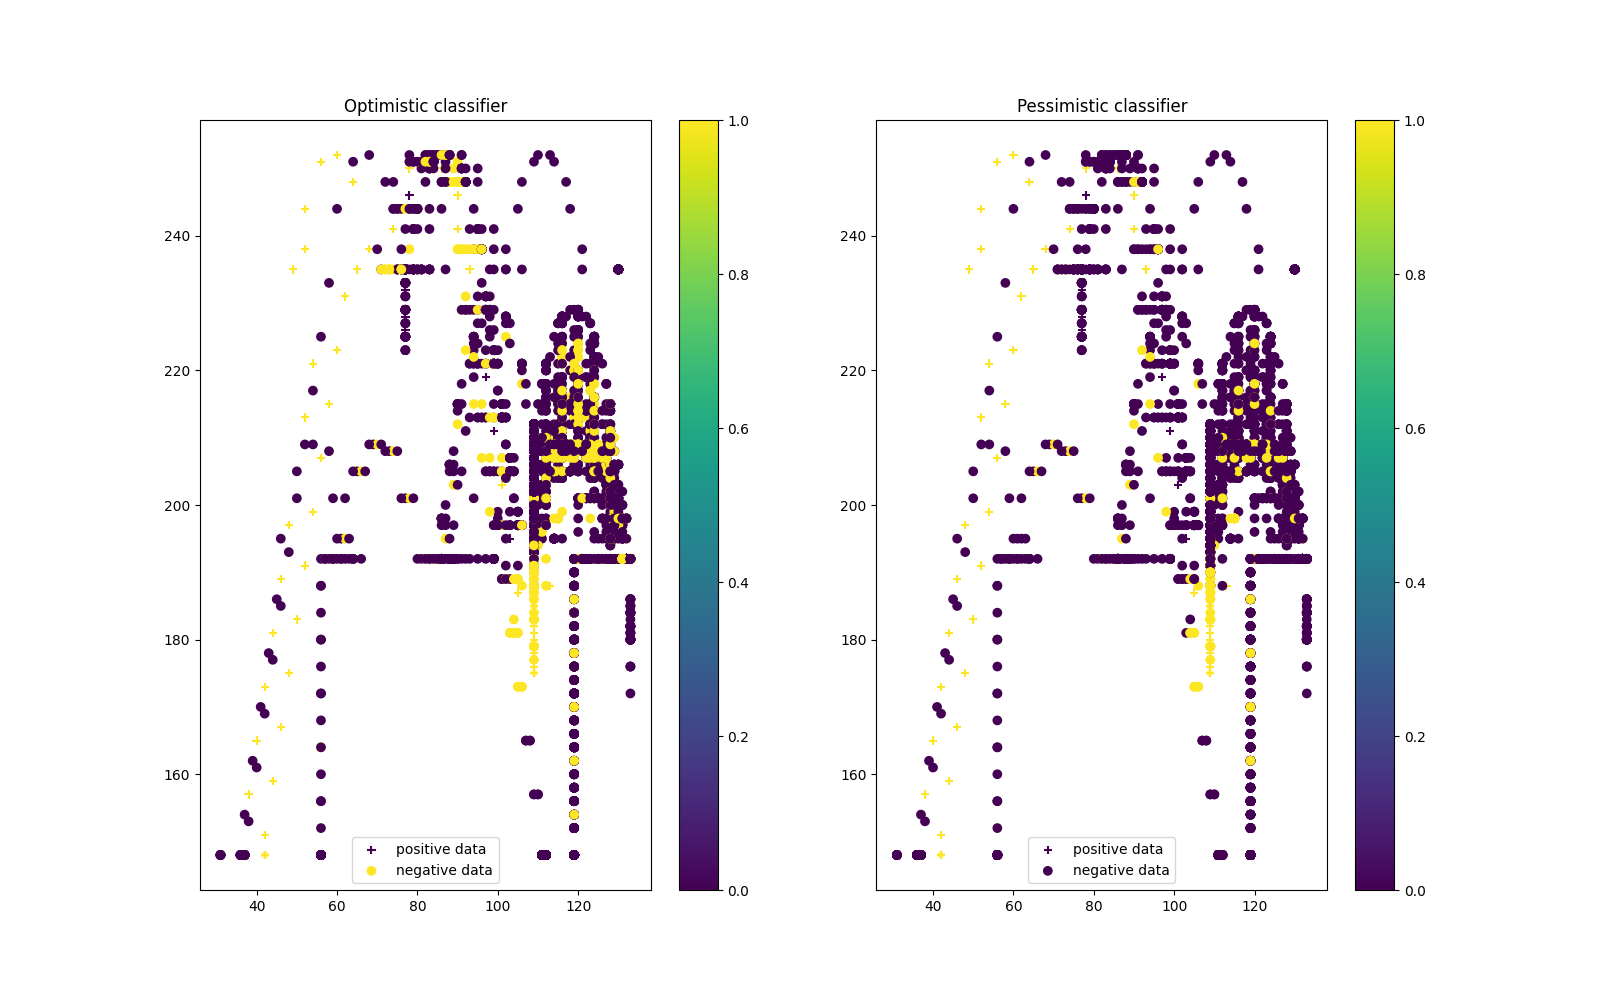 Optimistic classifier
240
220
200
180
160
40 60 80 100 120
positive data
negative data
1.0
0.8
0.6
0.4
0.2
0.0
Pessimistic classifier
240
220
200
180
160
40 60 80 100 120
positive data
negative data
1.0
0.8
0.6
0.4
0.2
0.0